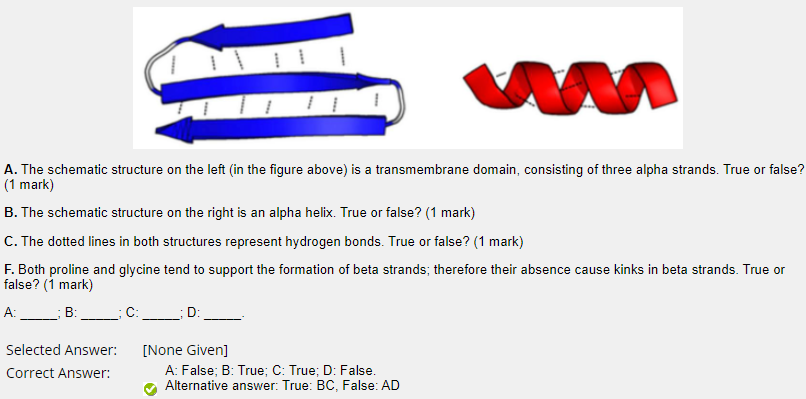 A. The schematic structure on the left (in the figure above) is a transmembrane domain, consisting of three alpha strands. True or false?
(1 mark)
B. The schematic structure on the right is an alpha helix. True or false? (1 mark)
C. The dotted lines in both structures represent hydrogen bonds. True or false? (1 mark)
F. Both proline and glycine tend to support the formation of beta strands; therefore their absence cause kinks in beta strands. True or
false? (1 mark)
A: _____; B: _____; C: _____; D: _____.
Selected Answer: [None Given]
Correct Answer: A: False; B: True; C: True; D: False.
Alternative answer: True: BC, False: AD